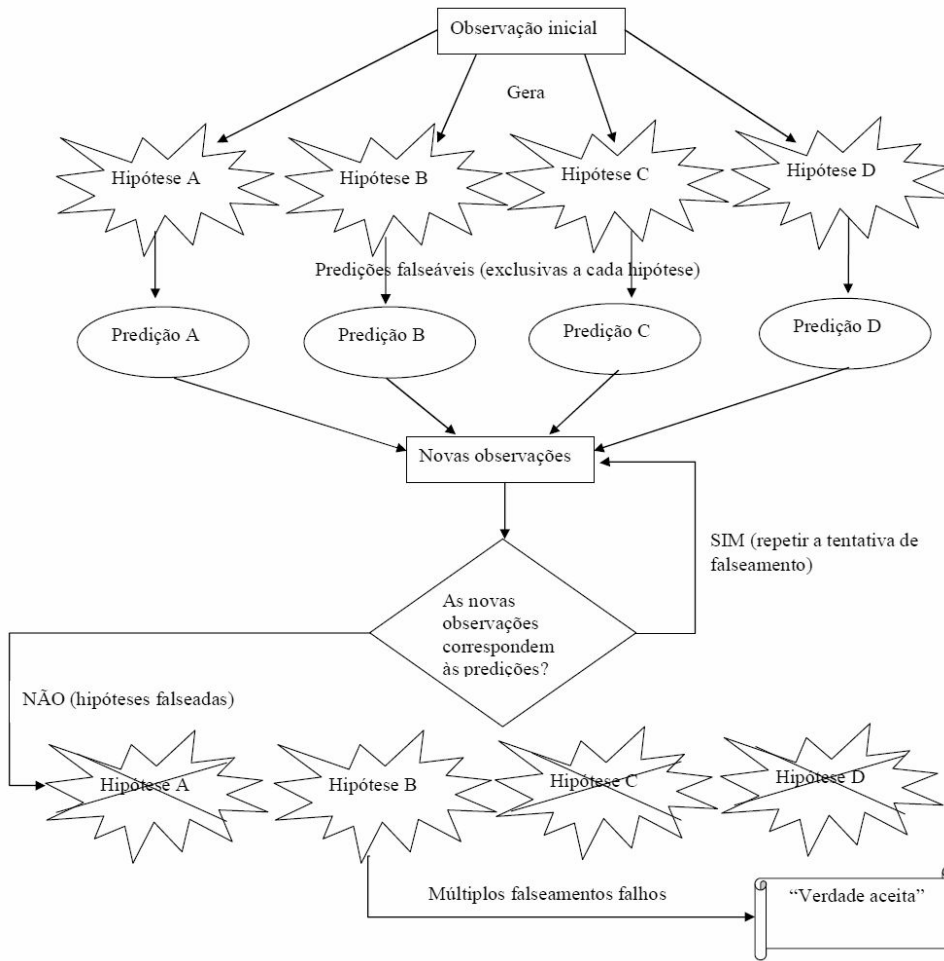 Observação inicial
Gera
Hipótese A
Hipótese B
Hipótese C
Hipótese D
Predições falseáveis (exclusivas a cada hipótese)
Predição A
Predição B
Predição C
Predição D
Novas observações
SIM (repetir a tentativa de
falseamento)
As novas
observações
correspondem
às predições?
NÃO (hipóteses falseadas)
Hipótese A
Hipótese B
Hipótese C
Hipótese D
Múltiplos falseamentos falhos
“Verdade aceita”